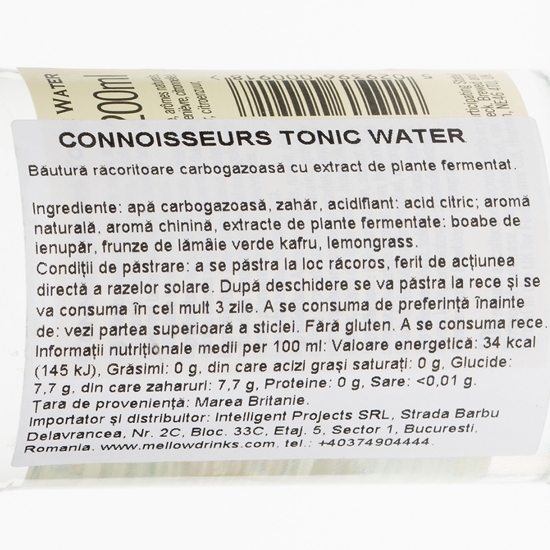 WATER
200ml
CONNOISSEURS TONIC WATER
Băutură răcoritoare carbogazoasă cu extract de plante fermentat.
Ingrediente: apă carbogazoasă, zahăr, acidifiant: acid citric; aromă
naturală, aromă chinină, extracte de plante fermentate: boabe de
ienupăr, frunze de lămâie verde kafru, lemongrass.
Condiții de păstrare: a se păstra la loc răcoros, ferit de acțiunea
directă a razelor solare. După deschidere se va păstra la rece și se
va consuma în cel mult 3 zile. A se consuma de preferință înainte
de: vezi partea superioară a sticlei. Fără gluten. A se consuma rece.
Informații nutriționale medii per 100 ml: Valoare energetică: 34 kcal
(145 kJ), Grăsimi: 0 g, din care acizi grași saturați: 0 g, Glucide:
7,7 g, din care zaharuri: 7,7 g, Proteine: 0 g, Sare: <0,01 g.
Țara de proveniență: Marea Britanie.
Importator și distribuitor: Intelligent Projects SRL, Strada Barbu
Delavrancea, Nr. 2C, Bloc. 33C, Etaj. 5, Sector 1, Bucuresti.
Romania. www.mellowdrinks.com. tel.: +40374904444.